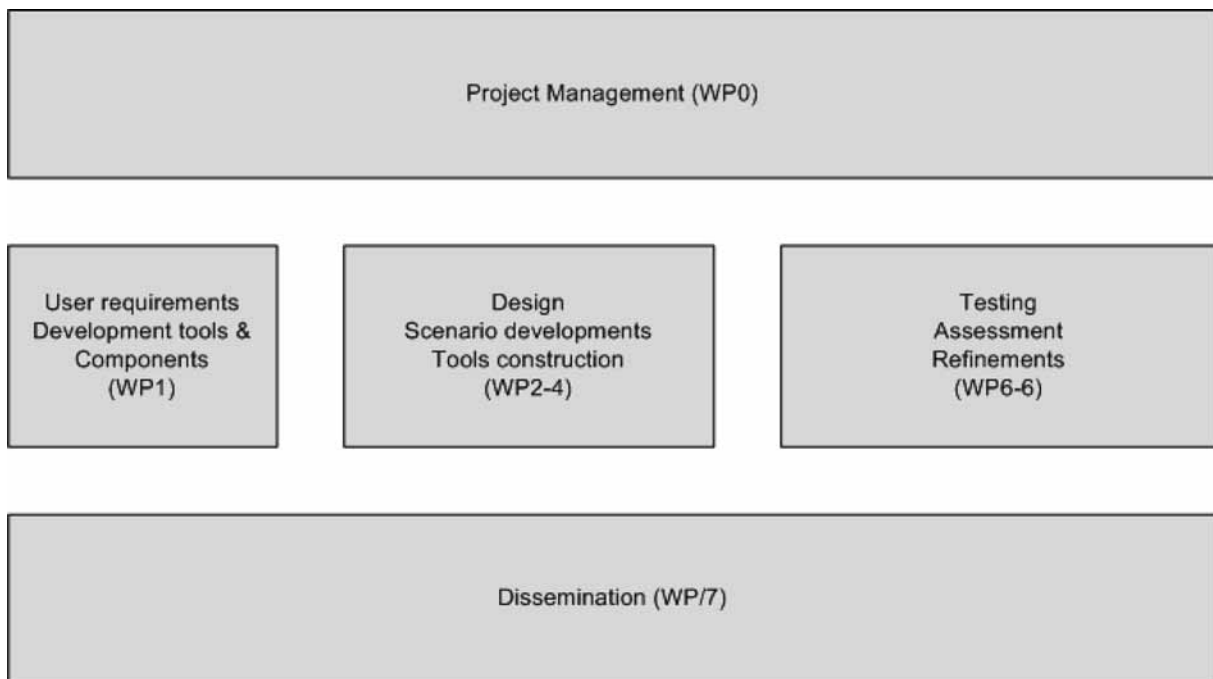 Project Management (WP0)
User requirements
Development tools &
Components
(WP1)
Design
Scenario developments
Tools construction
(WP2-4)
Testing
Assessment
Refinements
(WP6-6)
Dissemination (WP/7)